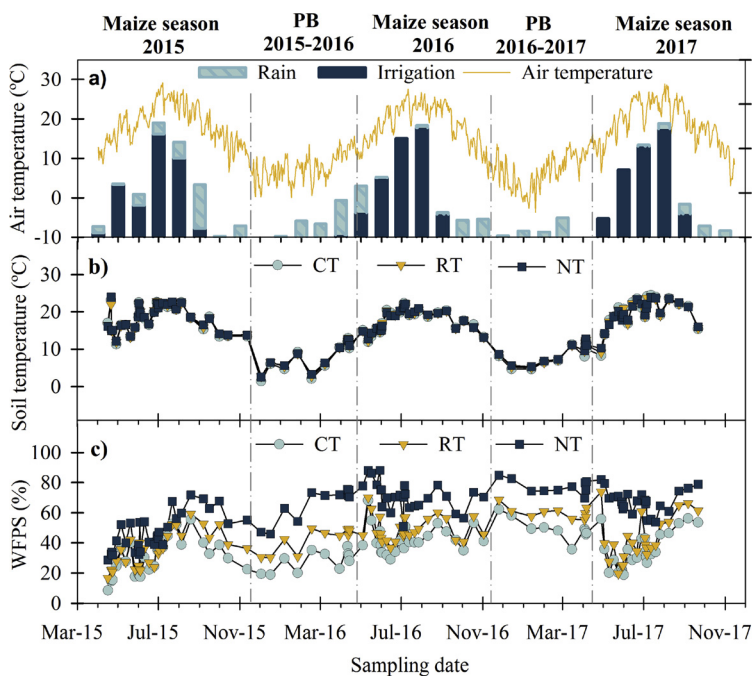 Maize season PB Maize season PB Maize season
2015 2015-2016 2016 2016-2017 2017
a) Rain Irrigation Air temperature (ºC)
Air temperature (ºC)
30
20
10
0
-10
b) CT RT NT
Soil temperature (ºC)
30
20
10
0
c) CT RT NT
WFPS (%)
100
80
60
40
20
0
Mar-15 Jul-15 Nov-15 Mar-16 Jul-16 Nov-16 Mar-17 Jul-17 Nov-17
Sampling date